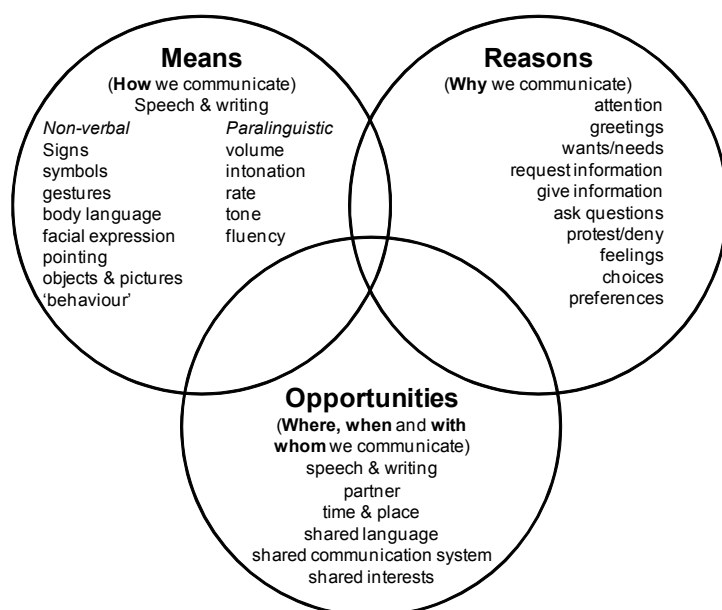 Means
(How we communicate)
Speech & writing
Non-verbal
Signs
symbols
gestures
body language
facial expression
pointing
objects & pictures
‘behaviour’
Paralinguistic
volume
intonation
rate
tone
fluency
Reasons
(Why we communicate)
attention
greetings
wants/needs
request information
give information
ask questions
protest/deny
feelings
choices
preferences
Opportunities
(Where, when and with
whom we communicate)
speech & writing
partner
time & place
shared language
shared communication system
shared interests